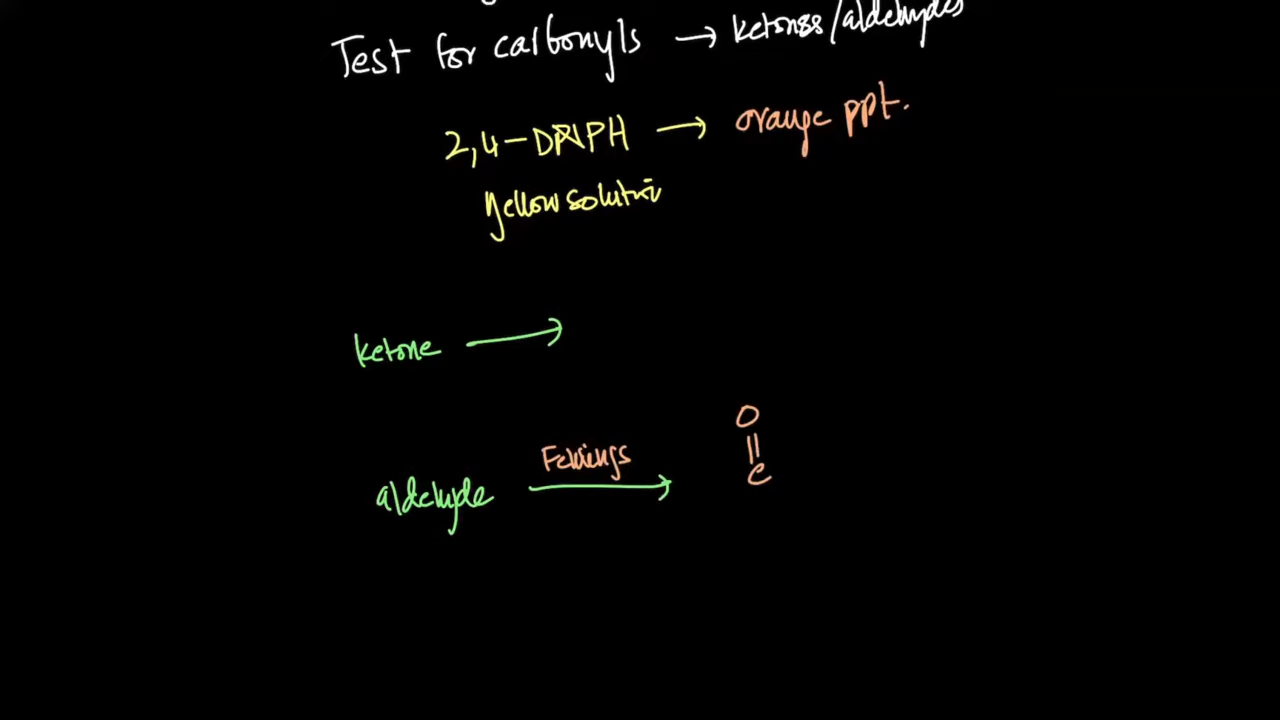 Test for carbonyls → ketones/aldehydes
2,4-DNPH → orange ppt.
yellow solution
ketone →
O
Fehlings
aldehyde → C